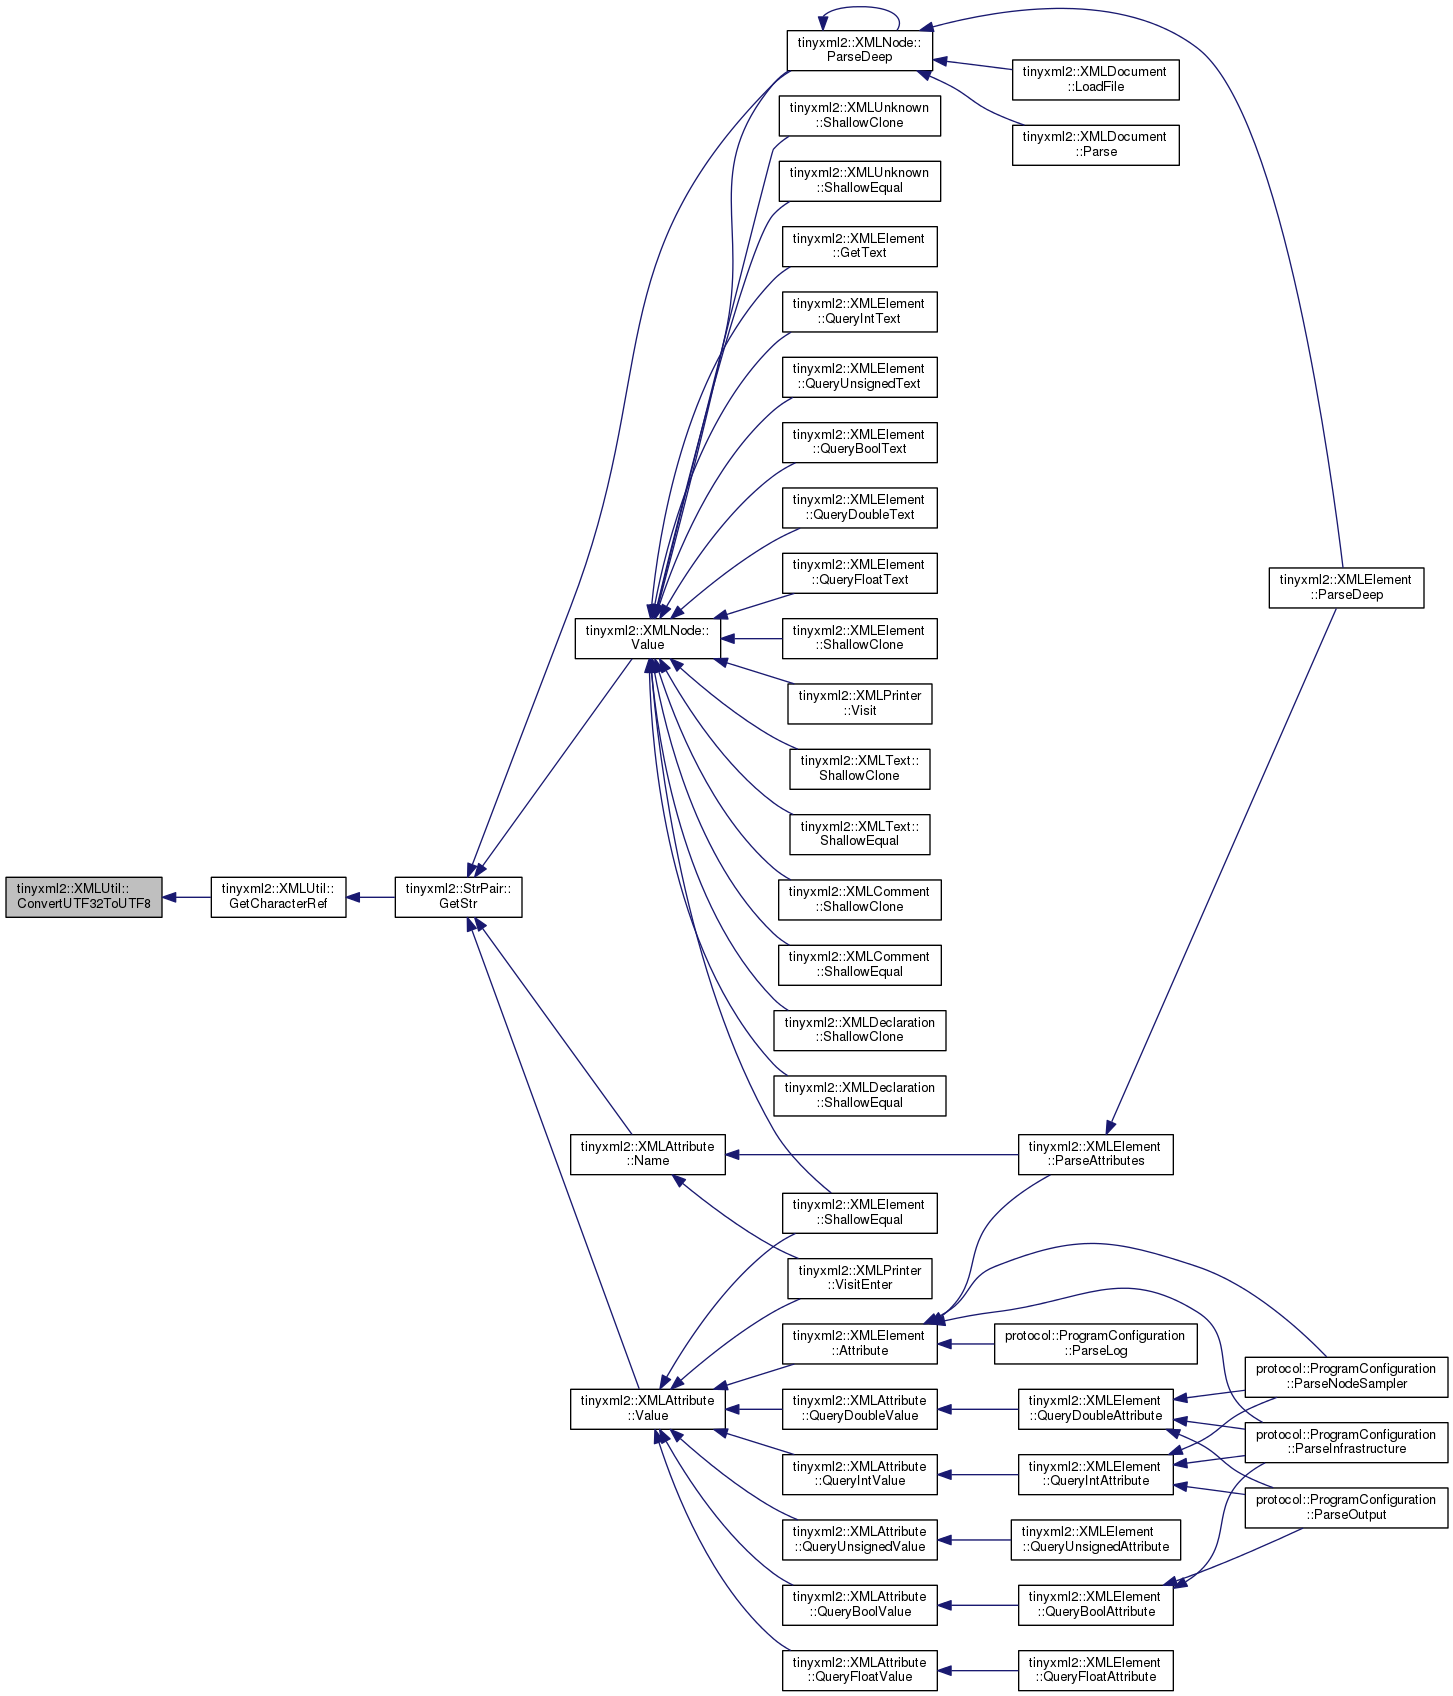 tinyxml2::XMLNode::
ParseDeep
tinyxml2::XMLDocument
::LoadFile
tinyxml2::XMLUnknown
::ShallowClone
tinyxml2::XMLDocument
::Parse
tinyxml2::XMLUnknown
::ShallowEqual
tinyxml2::XMLElement
::GetText
tinyxml2::XMLElement
::QueryIntText
tinyxml2::XMLElement
::QueryUnsignedText
tinyxml2::XMLElement
::QueryBoolText
tinyxml2::XMLElement
::QueryDoubleText
tinyxml2::XMLElement
::QueryFloatText
tinyxml2::XMLElement
::ParseDeep
tinyxml2::XMLNode::
Value
tinyxml2::XMLElement
::ShallowClone
tinyxml2::XMLPrinter
::Visit
tinyxml2::XMLText::
ShallowClone
tinyxml2::XMLText::
ShallowEqual
tinyxml2::XMLUtil::
ConvertUTF32ToUTF8
tinyxml2::XMLUtil::
GetCharacterRef
tinyxml2::StrPair::
GetStr
tinyxml2::XMLComment
::ShallowClone
tinyxml2::XMLComment
::ShallowEqual
tinyxml2::XMLDeclaration
::ShallowClone
tinyxml2::XMLDeclaration
::ShallowEqual
tinyxml2::XMLAttribute
::Name
tinyxml2::XMLElement
::ParseAttributes
tinyxml2::XMLElement
::ShallowEqual
tinyxml2::XMLPrinter
::VisitEnter
tinyxml2::XMLElement
::Attribute
protocol::ProgramConfiguration
::ParseLog
protocol::ProgramConfiguration
::ParseNodeSampler
tinyxml2::XMLAttribute
::Value
tinyxml2::XMLAttribute
::QueryDoubleValue
tinyxml2::XMLElement
::QueryDoubleAttribute
protocol::ProgramConfiguration
::ParseInfrastructure
tinyxml2::XMLAttribute
::QueryIntValue
tinyxml2::XMLElement
::QueryIntAttribute
protocol::ProgramConfiguration
::ParseOutput
tinyxml2::XMLAttribute
::QueryUnsignedValue
tinyxml2::XMLElement
::QueryUnsignedAttribute
tinyxml2::XMLAttribute
::QueryBoolValue
tinyxml2::XMLElement
::QueryBoolAttribute
tinyxml2::XMLAttribute
::QueryFloatValue
tinyxml2::XMLElement
::QueryFloatAttribute